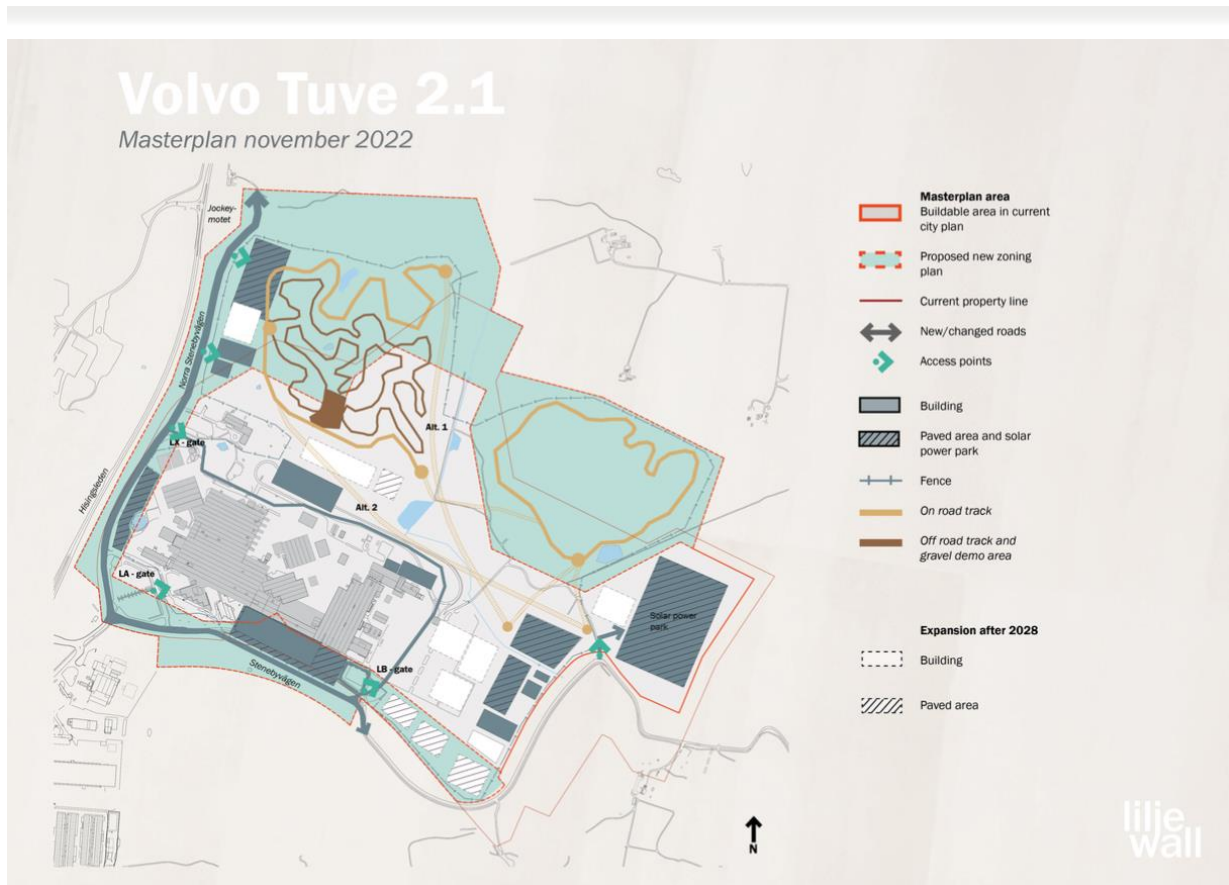 Volvo Tuve 2.1
Masterplan november 2022
Jockey-
motet
Norra Stenebyvägen
Hisingsleden
LX - gate
LA - gate
Alt. 1
Alt. 2
Stenebyvägen
LB - gate
Solar power
park
N
Masterplan area
Buildable area in current
city plan
Proposed new zoning
plan
Current property line
New/changed roads
Access points
Building
Paved area and solar
power park
Fence
On road track
Off road track and
gravel demo area
Expansion after 2028
Building
Paved area
lilje
wall